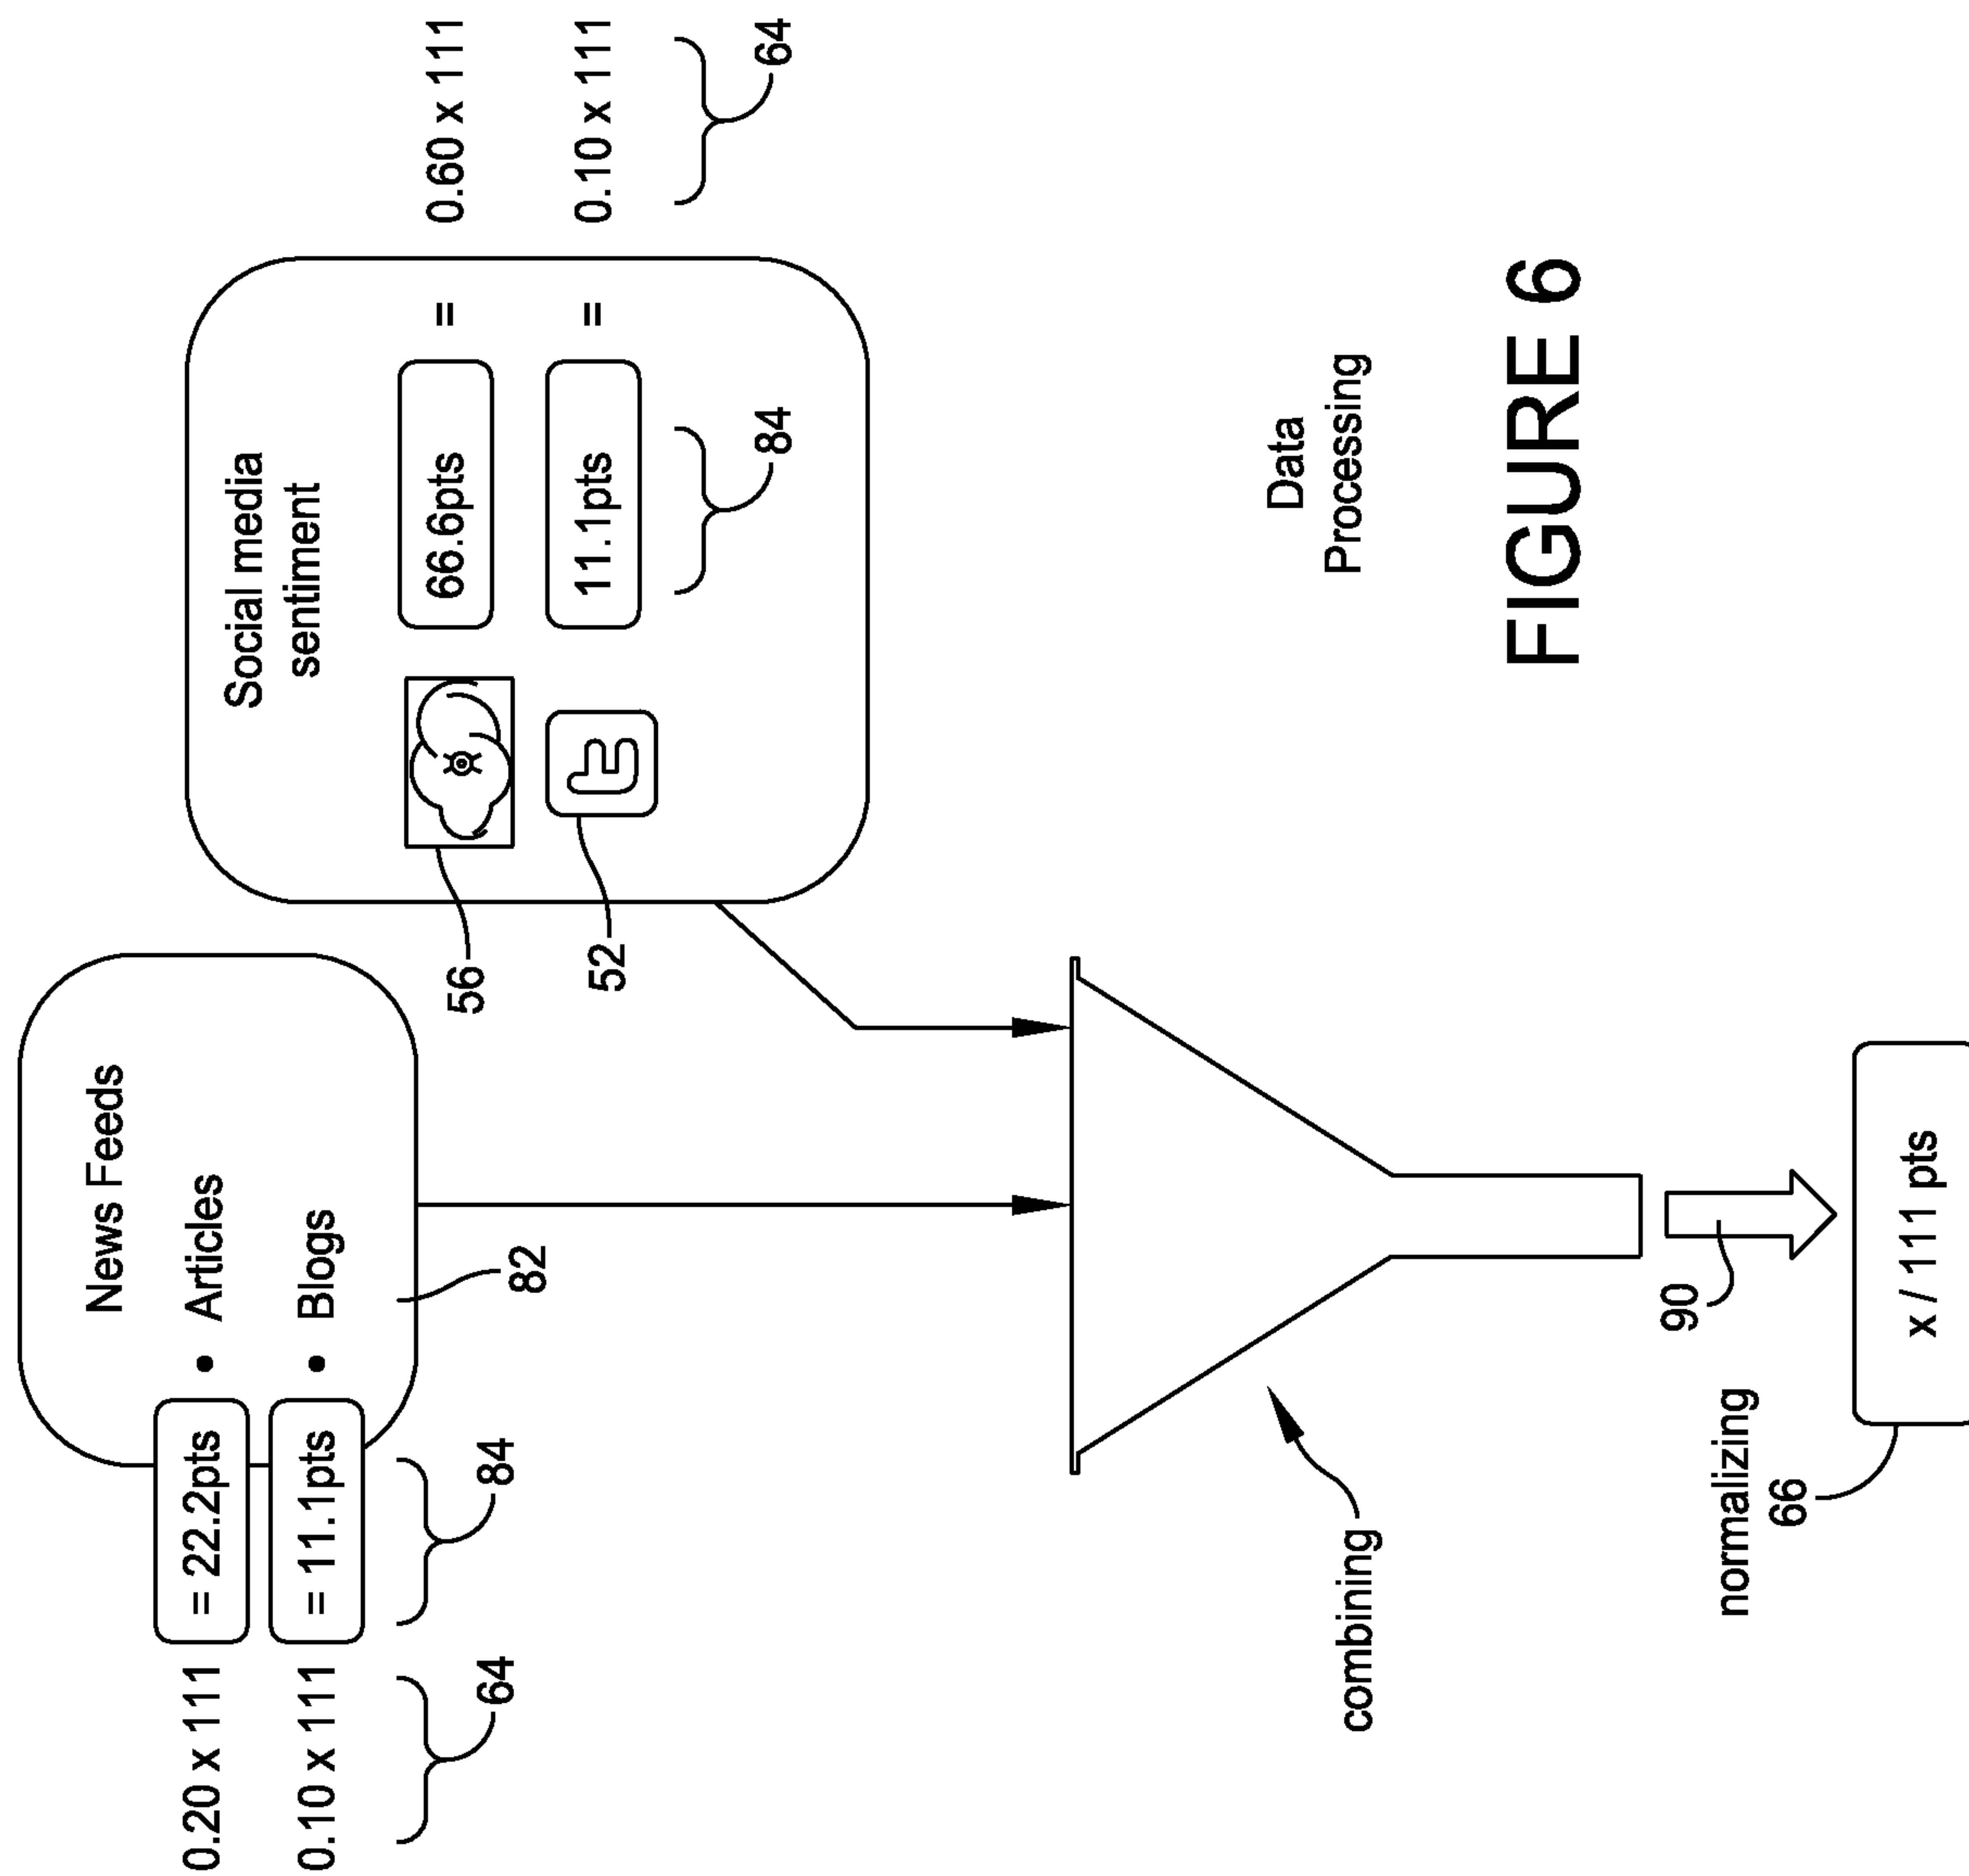 News Feeds
0.20 x 111 = 22.2pts • Articles
0.10 x 111 = 11.1pts • Blogs
64
84
82
Social media
sentiment
66.6pts = 0.60 x 111
11.1pts = 0.10 x 111
56
52
84
64
combining
Data
Processing
normalizing
90
66
x / 111 pts
FIGURE 6